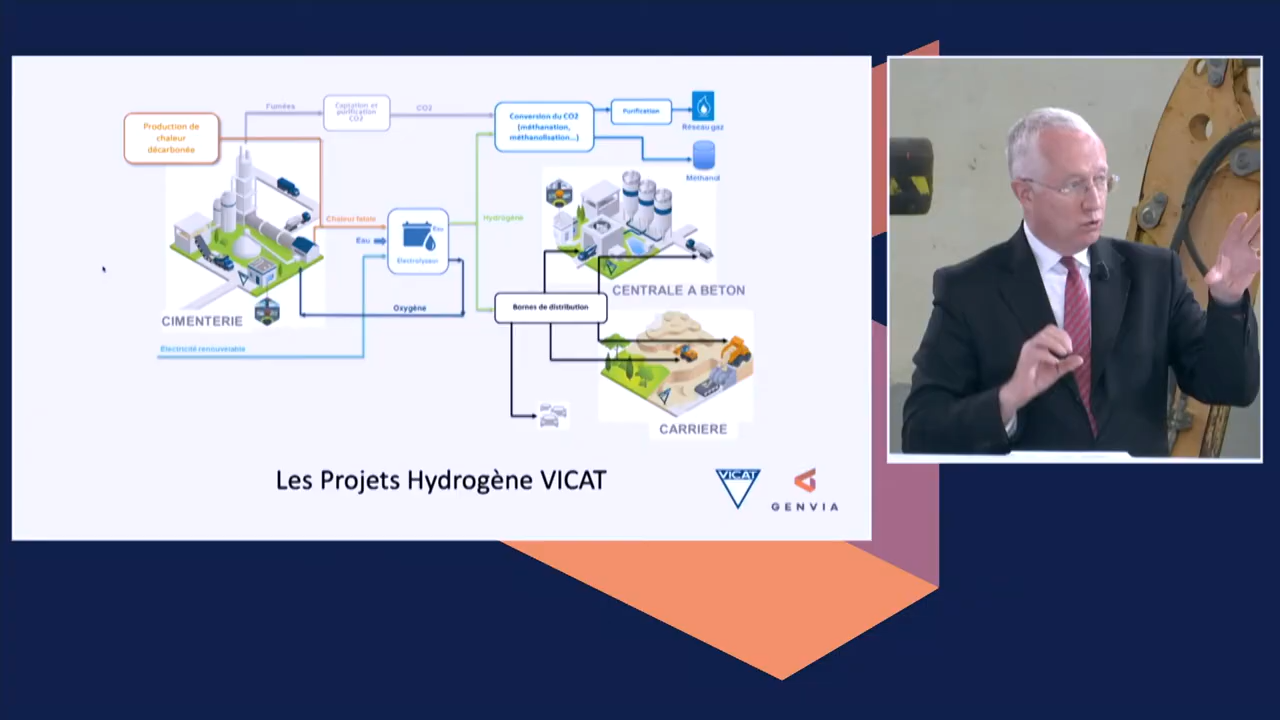 Fumées
Captation et
purification
CO2
CO2
Production de
chaleur
décarbonée
Conversion du CO2
(méthanation,
méthanolisation...)
Purification
Réseau gaz
Méthanol
Chaleur fatale
Eau
Eau
Electrolyseur
Hydrogène
Oxygène
CIMENTERIE
Électricité renouvelable
CENTRALE A BETON
Bornes de distribution
CARRIERE
Les Projets Hydrogène VICAT
VICAT
GENVIA